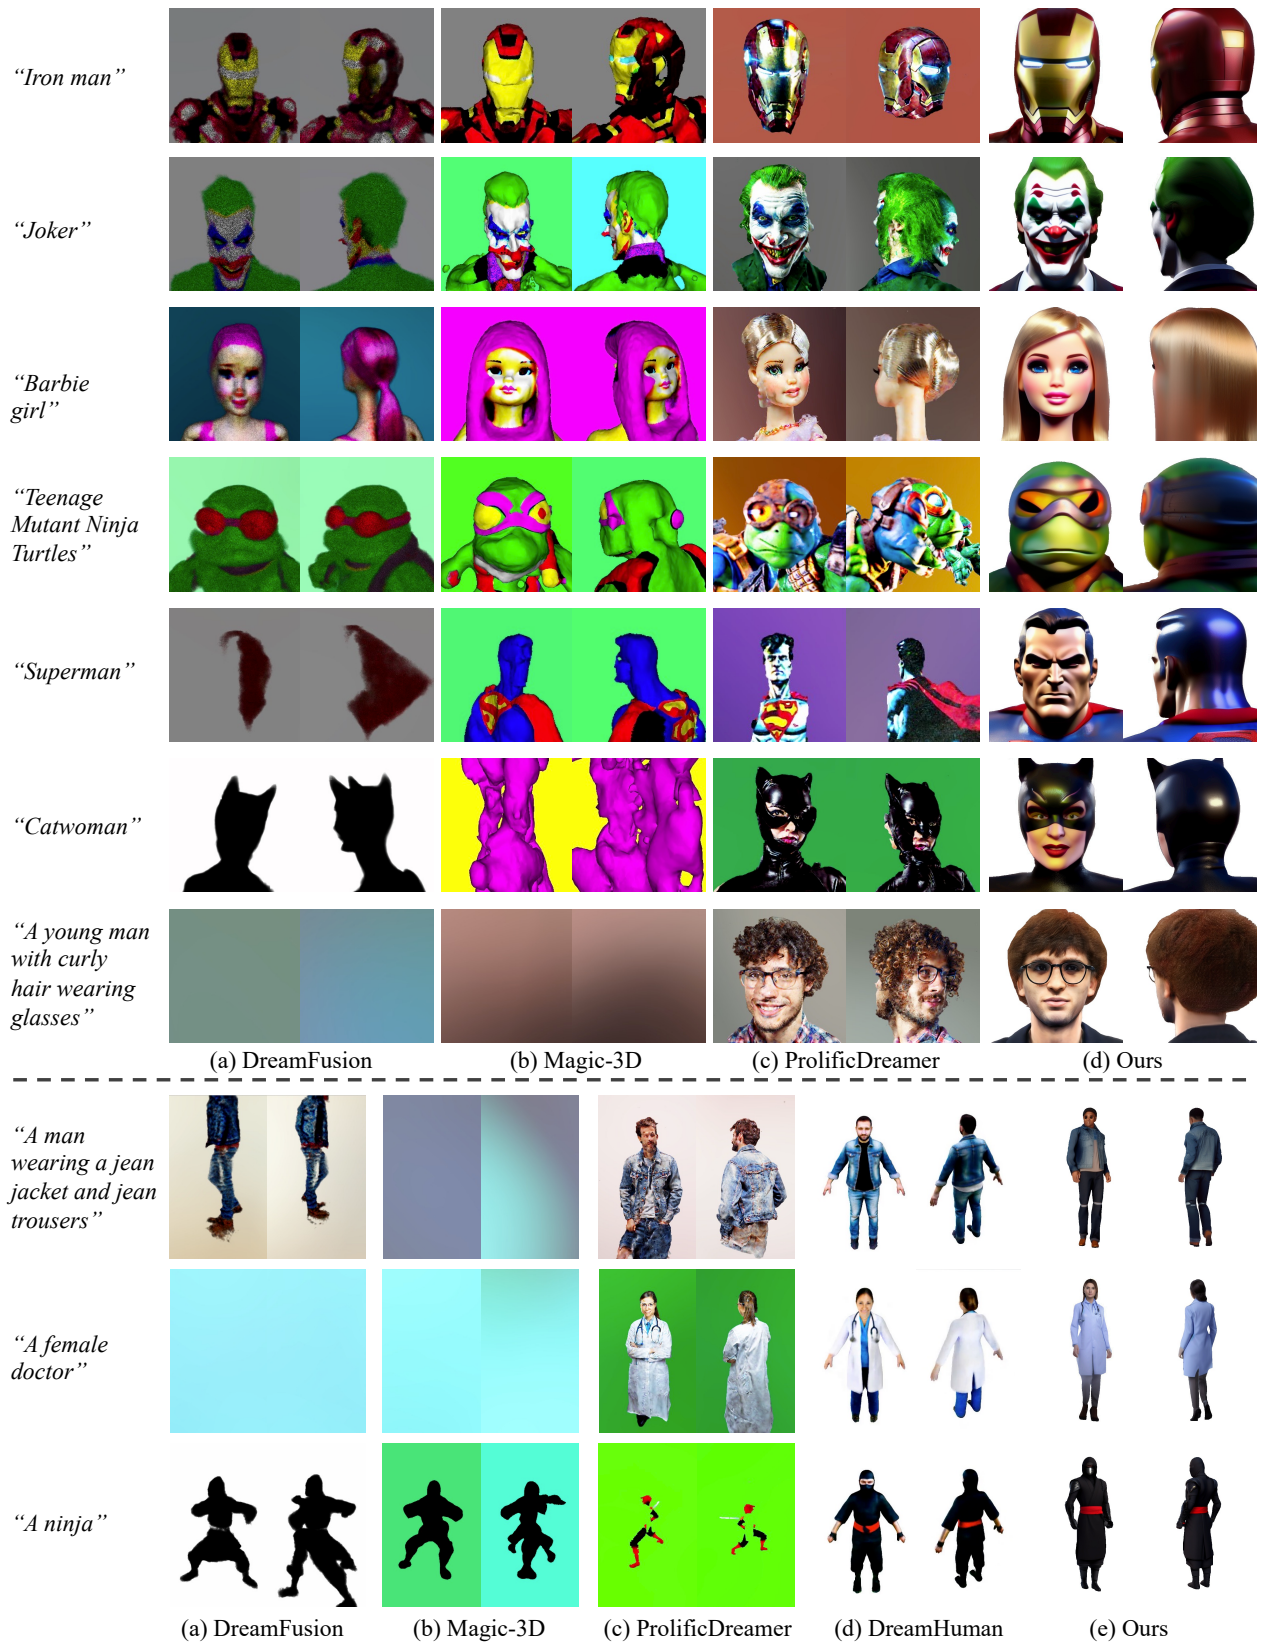 “Iron man”
“Joker”
“Barbie
girl”
“Teenage
Mutant Ninja
Turtles”
“Superman”
“Catwoman”
“A young man
with curly
hair wearing
glasses”
(a) DreamFusion (b) Magic-3D (c) ProlificDreamer (d) Ours
“A man
wearing a jean
jacket and jean
trousers”
“A female
doctor”
“A ninja”
(a) DreamFusion (b) Magic-3D (c) ProlificDreamer (d) DreamHuman (e) Ours